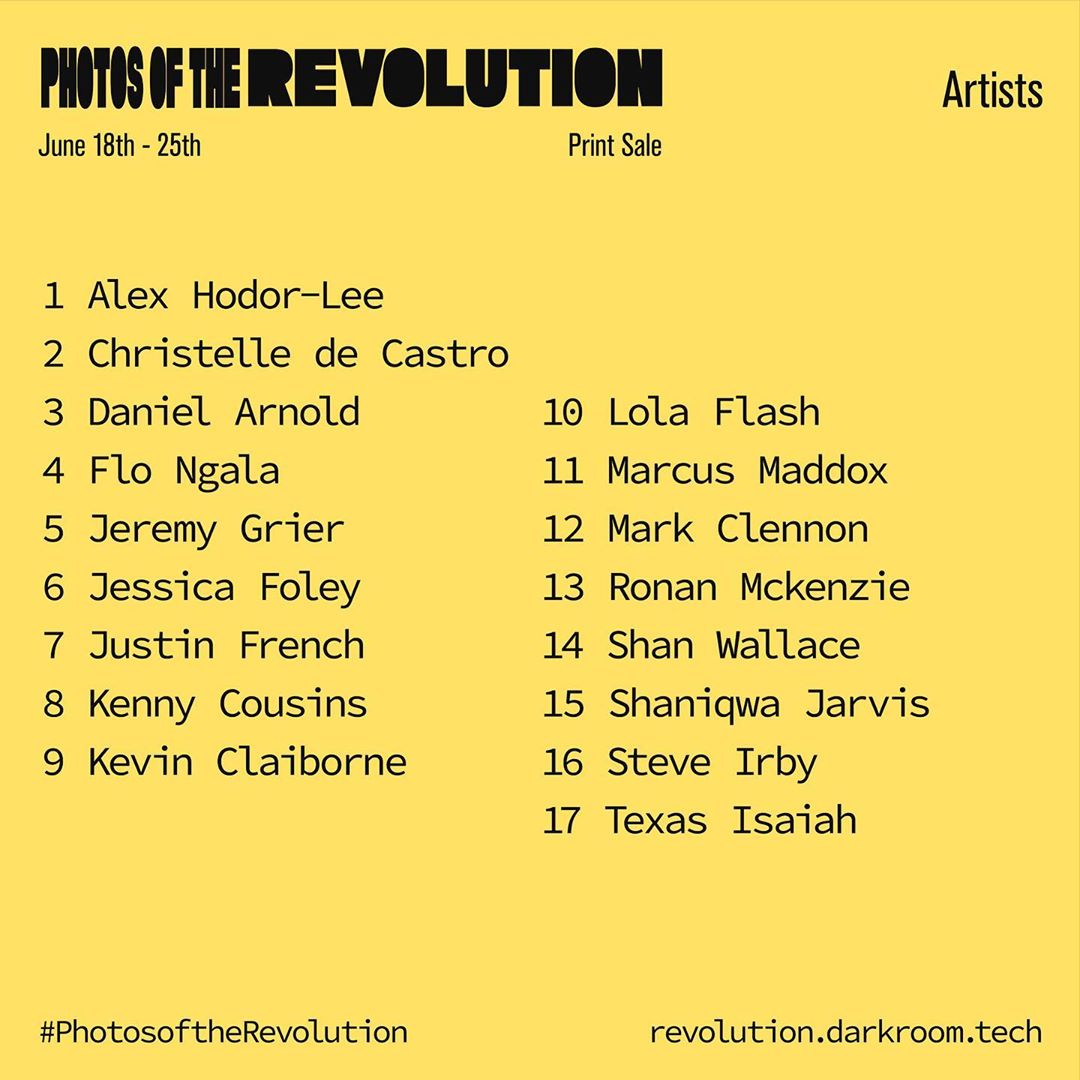 PHOTOS OF THE REVOLUTION
Artists
June 18th - 25th
Print Sale
1 Alex Hodor-Lee
2 Christelle de Castro
3 Daniel Arnold
4 Flo Ngala
5 Jeremy Grier
6 Jessica Foley
7 Justin French
8 Kenny Cousins
9 Kevin Claiborne
10 Lola Flash
11 Marcus Maddox
12 Mark Clennon
13 Ronan Mckenzie
14 Shan Wallace
15 Shaniqwa Jarvis
16 Steve Irby
17 Texas Isaiah
#PhotosoftheRevolution
revolution.darkroom.tech